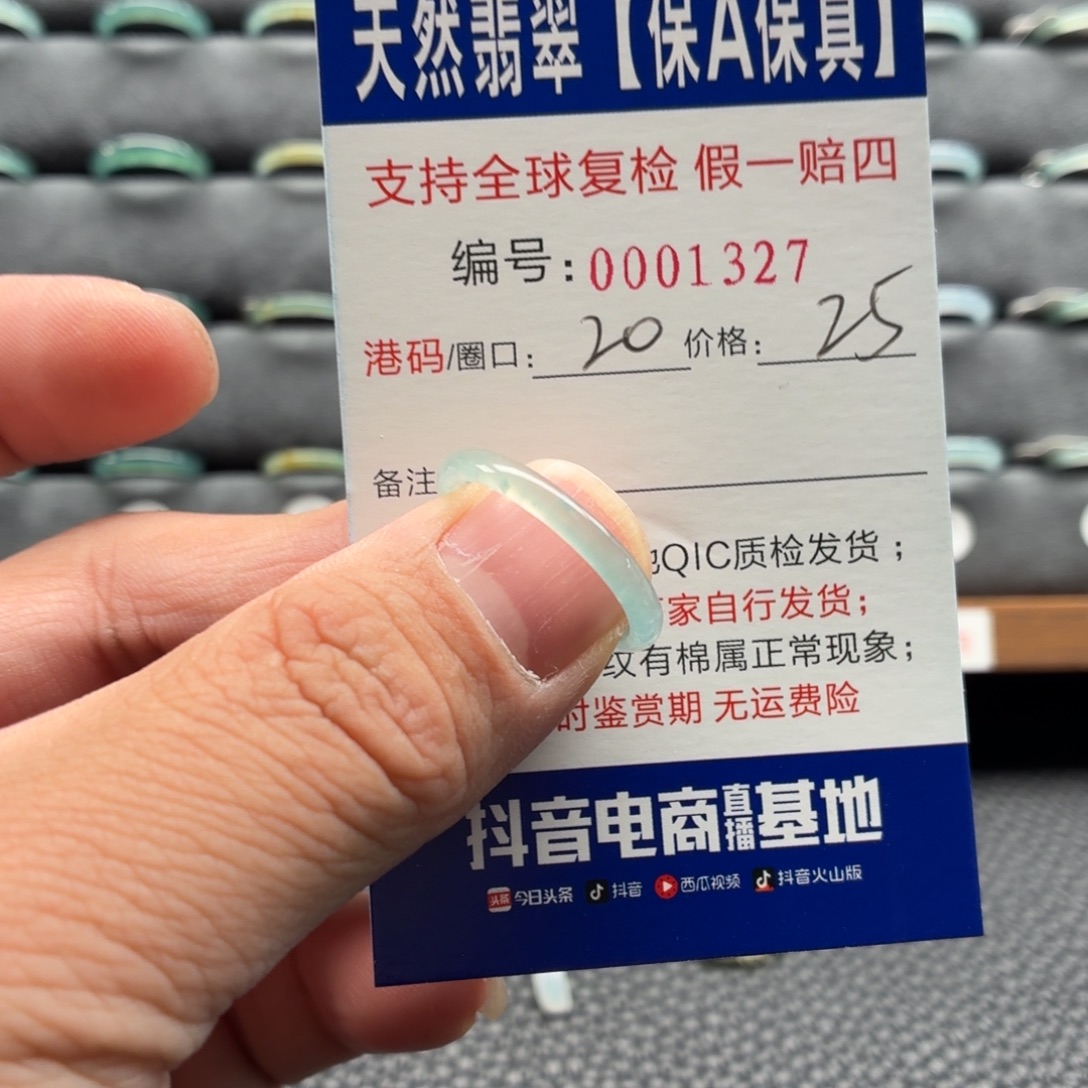 天然翡翠【保A保真】
支持全球复检 假一赔四
编号:0001327
港码/圈口: 20 价格: 25
备注
QIC质检发货；
家自行发货；
纹有棉属正常现象；
时鉴赏期 无运费险
抖音电商直播基地
头条 今日头条 抖音 西瓜视频 抖音火山版